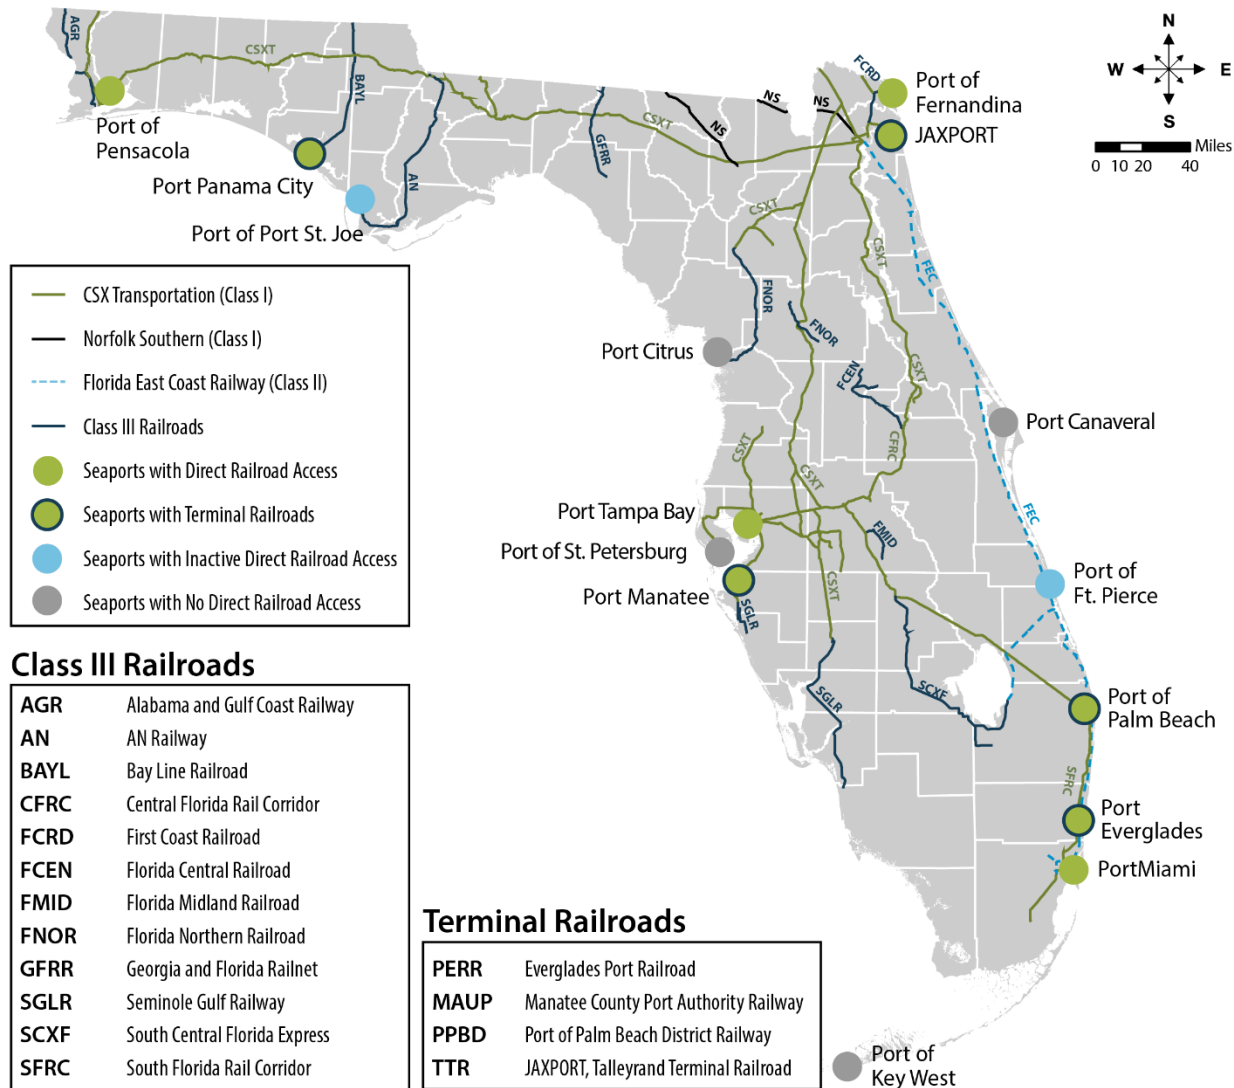 AGR
CSXT
BAYL
AN
GFRR
CSXT
NS
NS
NS
FCRD
N
W E
S
0 10 20 40 Miles
Port of
Pensacola
Port Panama City
Port of Port St. Joe
Port of
Fernandina
JAXPORT
CSXT
CSXT
FEC
FNOR
FNOR
Port Citrus
FCEN
CSXT
CFRC
Port Canaveral
CSXT
CSXT
Port Tampa Bay
Port of St. Petersburg
Port Manatee
FMID
FEC
CSXT
SGLR
Port of
Ft. Pierce
SGLR
SCXF
Port of
Palm Beach
SFRC
Port
Everglades
PortMiami
Port of
Key West
CSX Transportation (Class I)
Norfolk Southern (Class I)
Florida East Coast Railway (Class II)
Class III Railroads
Seaports with Direct Railroad Access
Seaports with Terminal Railroads
Seaports with Inactive Direct Railroad Access
Seaports with No Direct Railroad Access
Class III Railroads
AGR Alabama and Gulf Coast Railway
AN AN Railway
BAYL Bay Line Railroad
CFRC Central Florida Rail Corridor
FCRD First Coast Railroad
FCEN Florida Central Railroad
FMID Florida Midland Railroad
FNOR Florida Northern Railroad
GFRR Georgia and Florida Railnet
SGLR Seminole Gulf Railway
SCXF South Central Florida Express
SFRC South Florida Rail Corridor
Terminal Railroads
PERR Everglades Port Railroad
MAUP Manatee County Port Authority Railway
PPBD Port of Palm Beach District Railway
TTR JAXPORT, Talleyrand Terminal Railroad